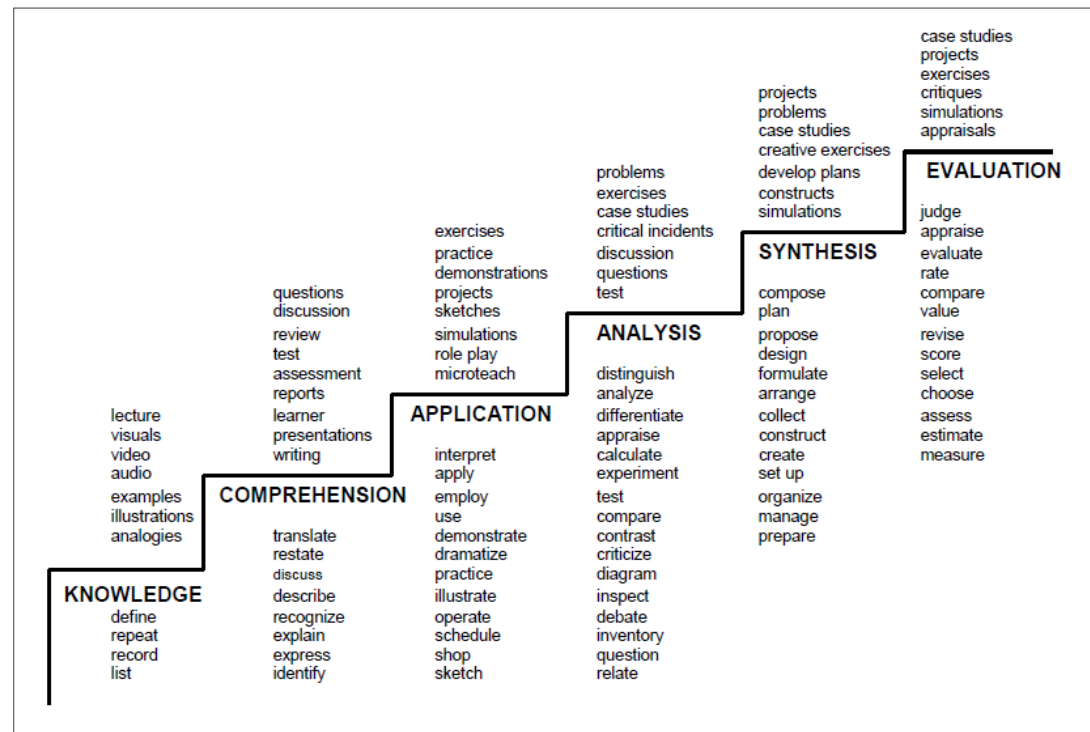 lecture
visuals
video
audio
examples
illustrations
analogies
KNOWLEDGE
define
repeat
record
list
questions
discussion
review
test
assessment
reports
learner
presentations
writing
COMPREHENSION
translate
restate
discuss
describe
recognize
explain
express
identify
exercises
practice
demonstrations
projects
sketches
simulations
role play
microteach
APPLICATION
interpret
apply
employ
use
demonstrate
dramatize
practice
illustrate
operate
schedule
shop
sketch
problems
exercises
case studies
critical incidents
discussion
questions
test
ANALYSIS
distinguish
analyze
differentiate
appraise
calculate
experiment
test
compare
contrast
criticize
diagram
inspect
debate
inventory
question
relate
projects
problems
case studies
creative exercises
develop plans
constructs
simulations
SYNTHESIS
compose
plan
propose
design
formulate
arrange
collect
construct
create
set up
organize
manage
prepare
case studies
projects
exercises
critiques
simulations
appraisals
EVALUATION
judge
appraise
evaluate
rate
compare
value
revise
score
select
choose
assess
estimate
measure